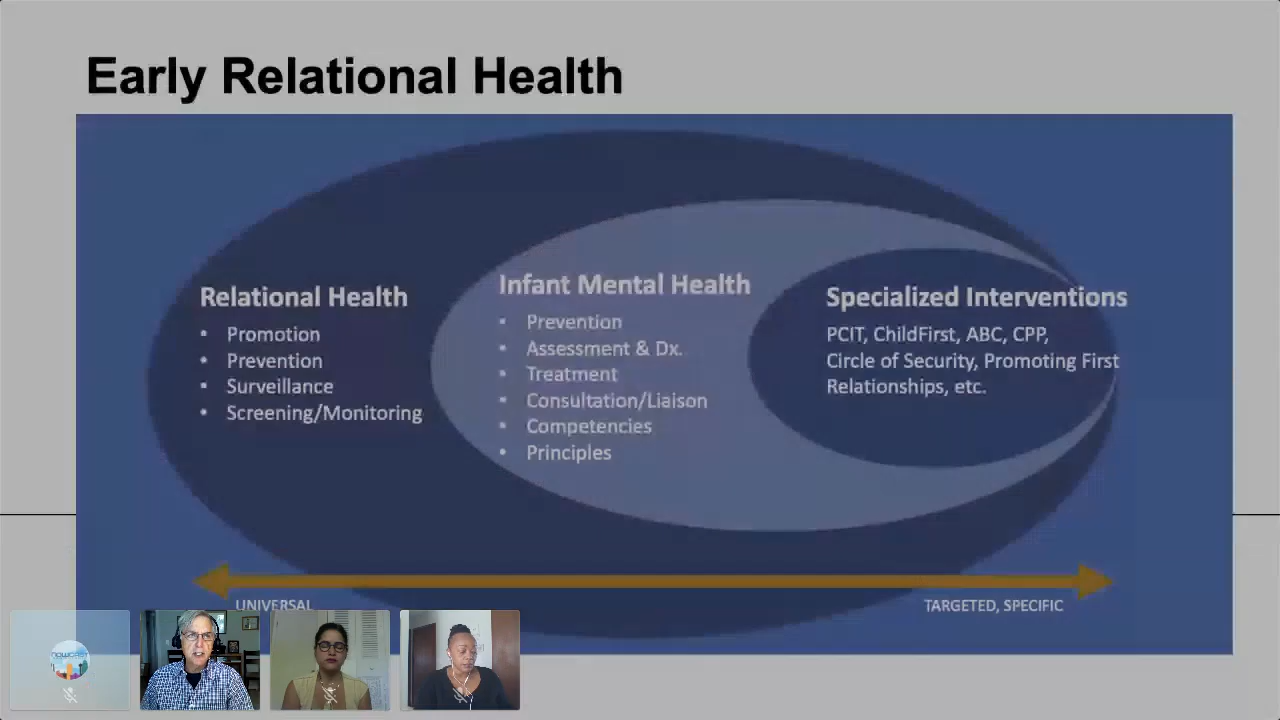 Early Relational Health
Relational Health
• Promotion
• Prevention
• Surveillance
• Screening/Monitoring
Infant Mental Health
• Prevention
• Assessment & Dx.
• Treatment
• Consultation/Liaison
• Competencies
• Principles
Specialized Interventions
PCIT, ChildFirst, ABC, CPP,
Circle of Security, Promoting First
Relationships, etc.
UNIVERSAL
TARGETED, SPECIFIC
NOWCAST